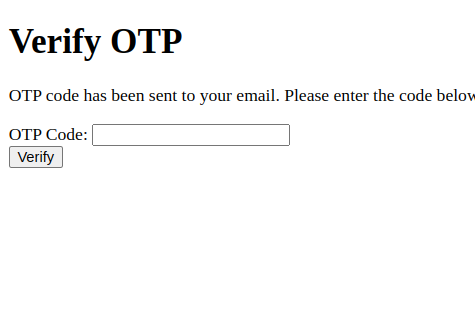 Verify OTP
OTP code has been sent to your email. Please enter the code below
OTP Code:
Verify